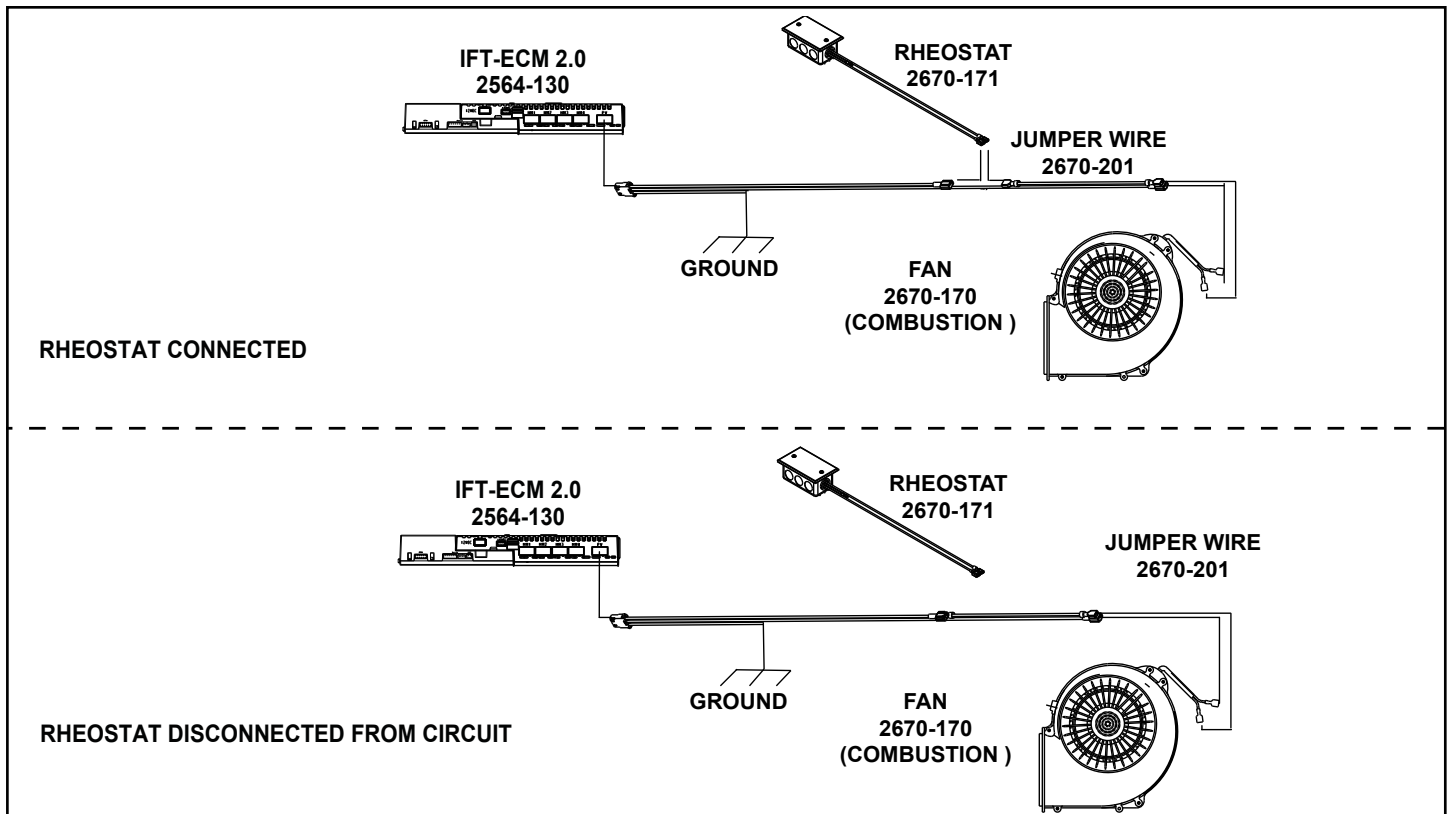 IFT-ECM 2.0
2564-130
RHEOSTAT
2670-171
JUMPER WIRE
2670-201
GROUND
FAN
2670-170
(COMBUSTION )
RHEOSTAT CONNECTED
IFT-ECM 2.0
2564-130
RHEOSTAT
2670-171
JUMPER WIRE
2670-201
GROUND
FAN
2670-170
(COMBUSTION )
RHEOSTAT DISCONNECTED FROM CIRCUIT